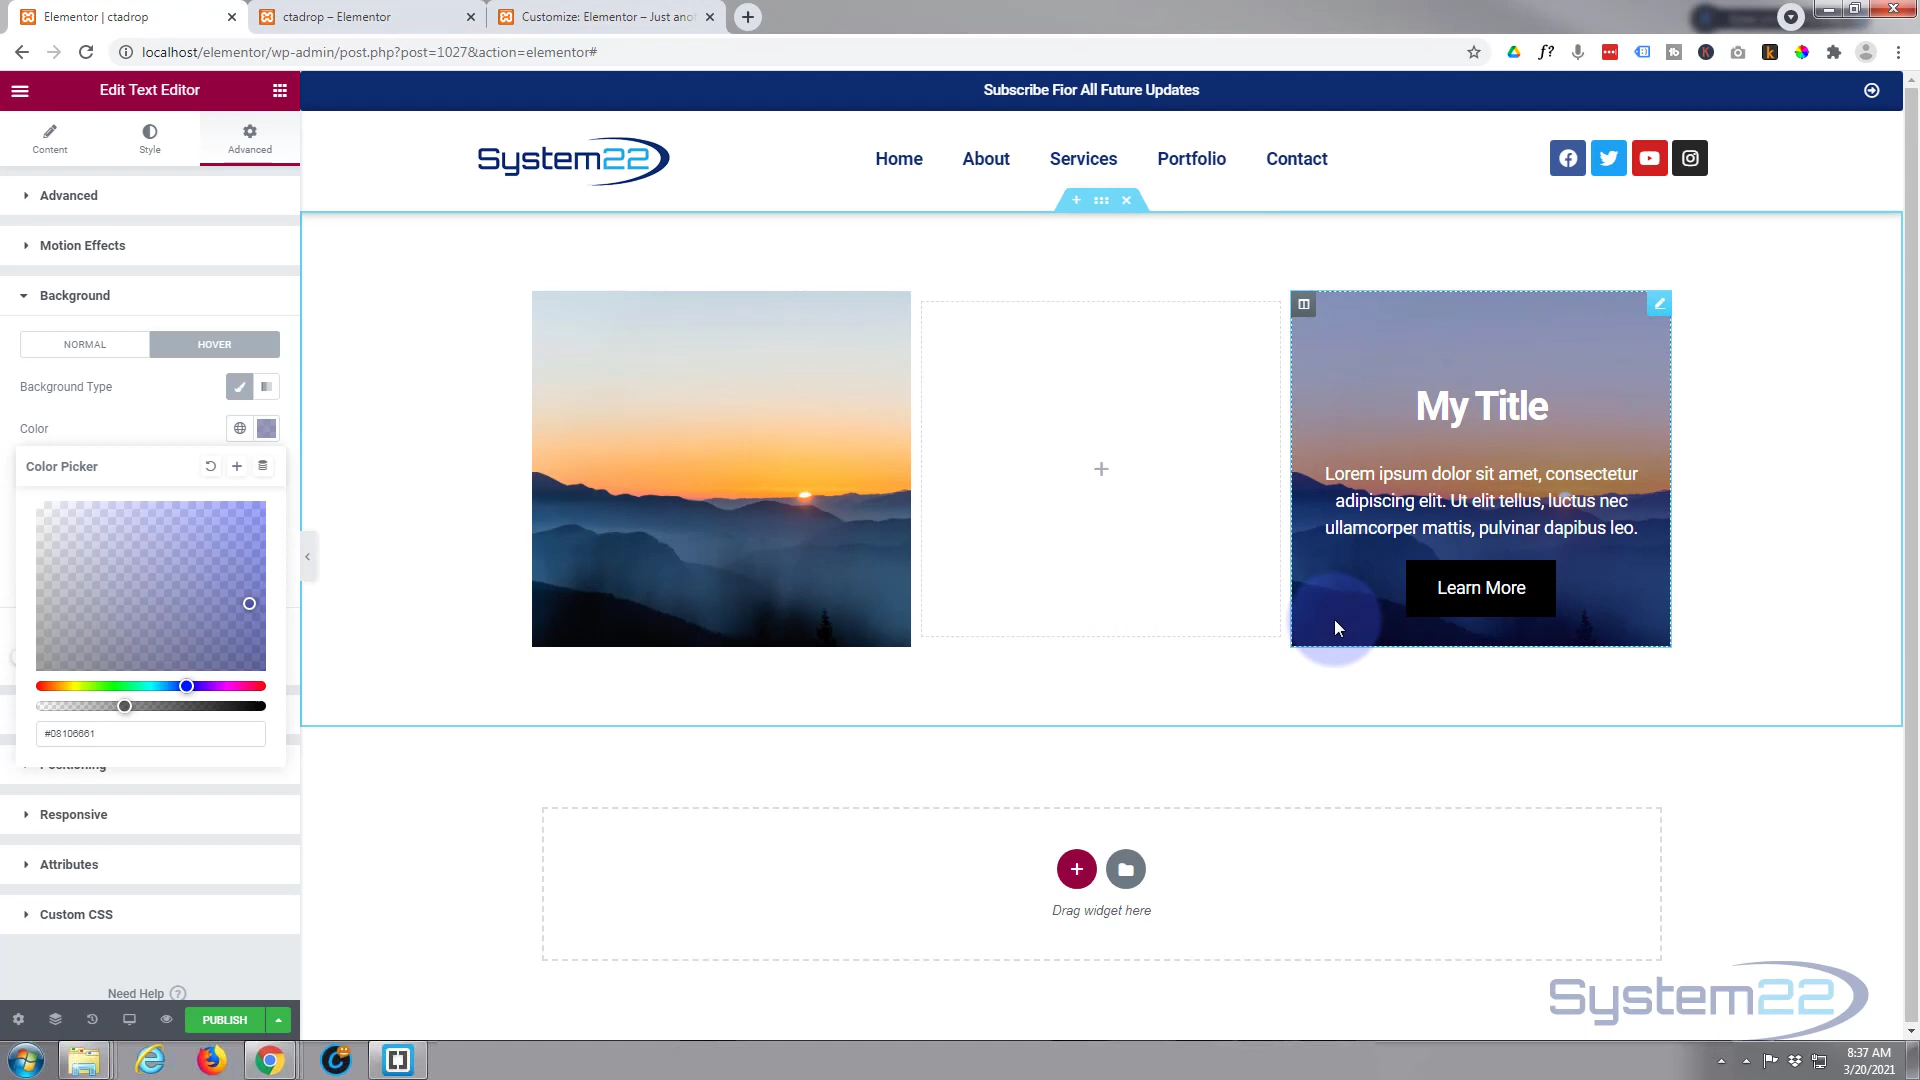 Elementor | ctadrop
ctadrop – Elementor
Customize: Elementor – Just ano
localhost/elementor/wp-admin/post.php?post=1027&action=elementor#
Edit Text Editor
Content
Style
Advanced
Advanced
Motion Effects
Background
NORMAL
HOVER
Background Type
Color
Color Picker
#08106661
Positioning
Responsive
Attributes
Custom CSS
Need Help ?
PUBLISH
Subscribe Fior All Future Updates
System22
Home
About
Services
Portfolio
Contact
My Title
Lorem ipsum dolor sit amet, consectetur
adipiscing elit. Ut elit tellus, luctus nec
ullamcorper mattis, pulvinar dapibus leo.
Learn More
Drag widget here
System22
8:37 AM
3/20/2021